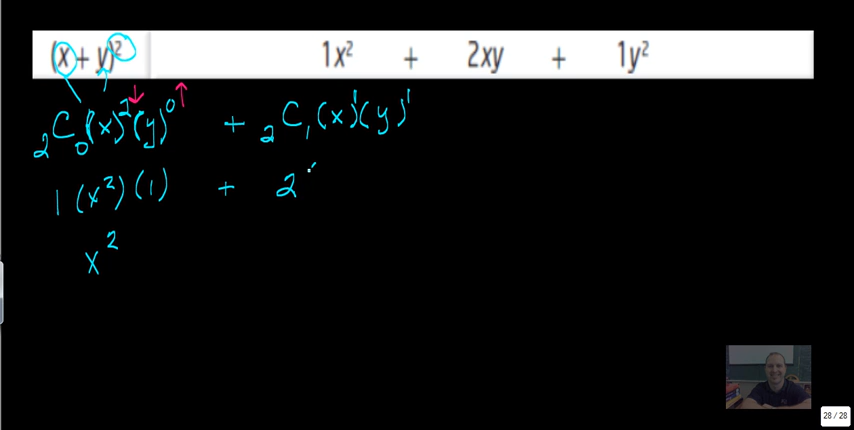 (x + y)² 1x² + 2xy + 1y²
₂C₀(x)²(y)⁰ + ₂C₁(x)¹(y)¹
1(x²)(1) + 2
x²
28 / 28